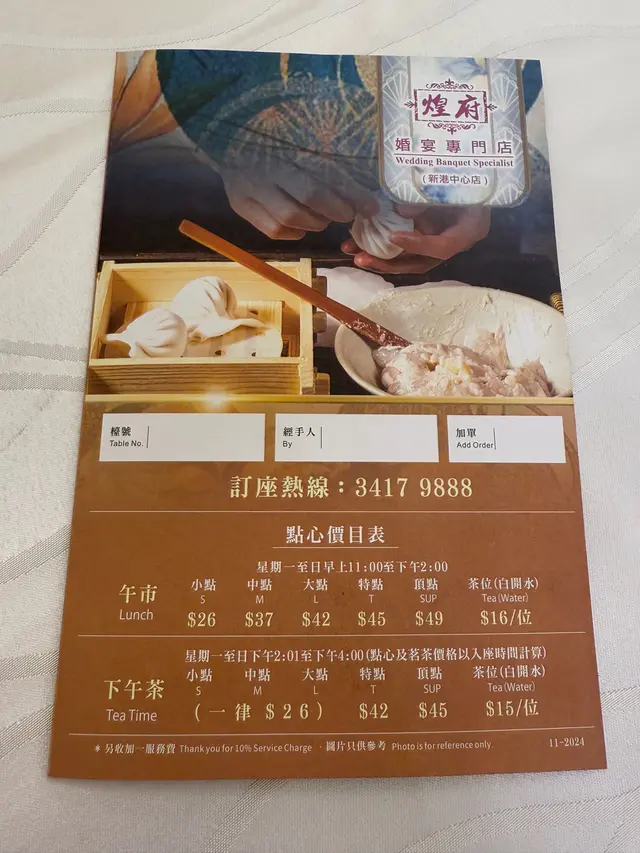 煌府
婚宴專門店
Wedding Banquet Specialist
(新港中心店)
檯號 Table No.
經手人 By
加單 Add Order
訂座熱線：3417 9888
點心價目表
星期一至日早上11:00至下午2:00
午市 Lunch
小點 中點 大點 特點 頂點 茶位(白開水)
S M L T SUP Tea (Water)
$26 $37 $42 $45 $49 $16/位
星期一至日下午2:01至下午4:00(點心及茗茶價格以入座時間計算)
下午茶 Tea Time
小點 中點 大點 特點 頂點 茶位(白開水)
S M L T SUP Tea (Water)
(一律 $26) $42 $45 $15/位
* 另收加一服務費 Thank you for 10% Service Charge ‧圖片只供參考 Photo is for reference only. 11-2024